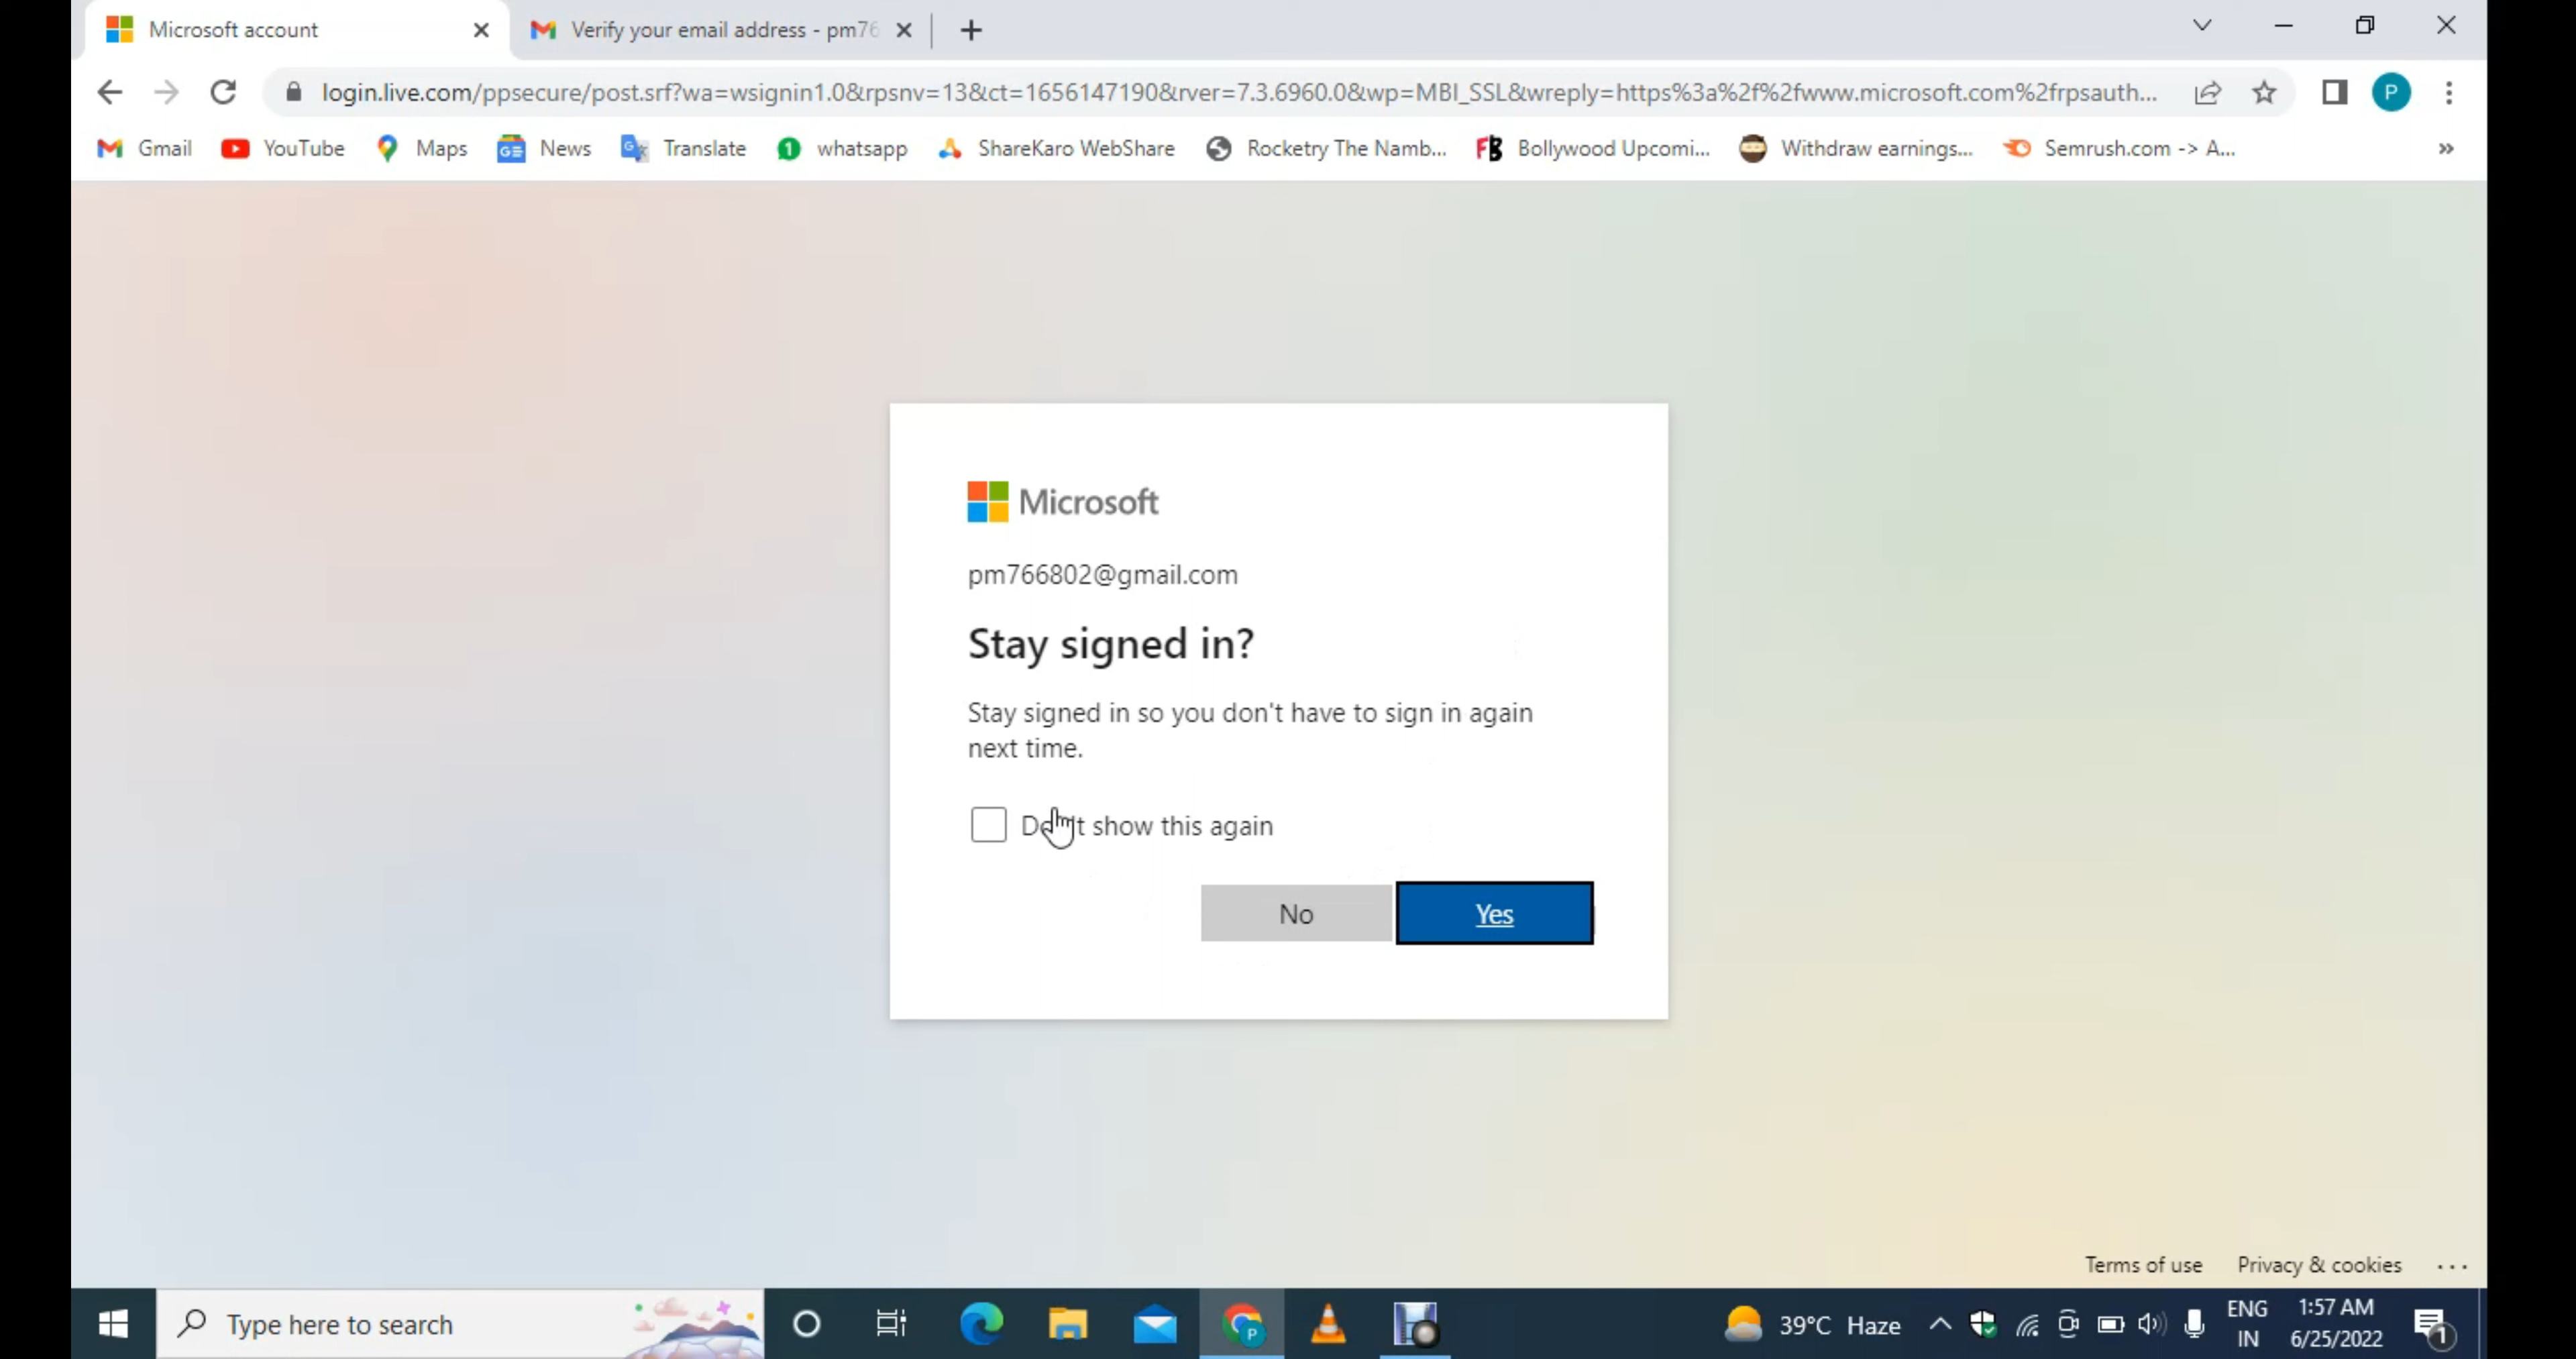 Microsoft account
Verify your email address - pm76
login.live.com/ppsecure/post.srf?wa=wsignin1.0&rpsnv=13&ct=1656147190&rver=7.3.6960.0&wp=MBI_SSL&wreply=https%3a%2f%2fwww.microsoft.com%2frpsauth...
P
Gmail YouTube Maps News Translate whatsapp ShareKaro WebShare Rocketry The Namb... Bollywood Upcomi... Withdraw earnings... Semrush.com -> A... »
Microsoft
pm766802@gmail.com
Stay signed in?
Stay signed in so you don't have to sign in again
next time.
Don't show this again
No Yes
Terms of use Privacy & cookies ...
Type here to search
39°C Haze
ENG
IN
1:57 AM
6/25/2022
1